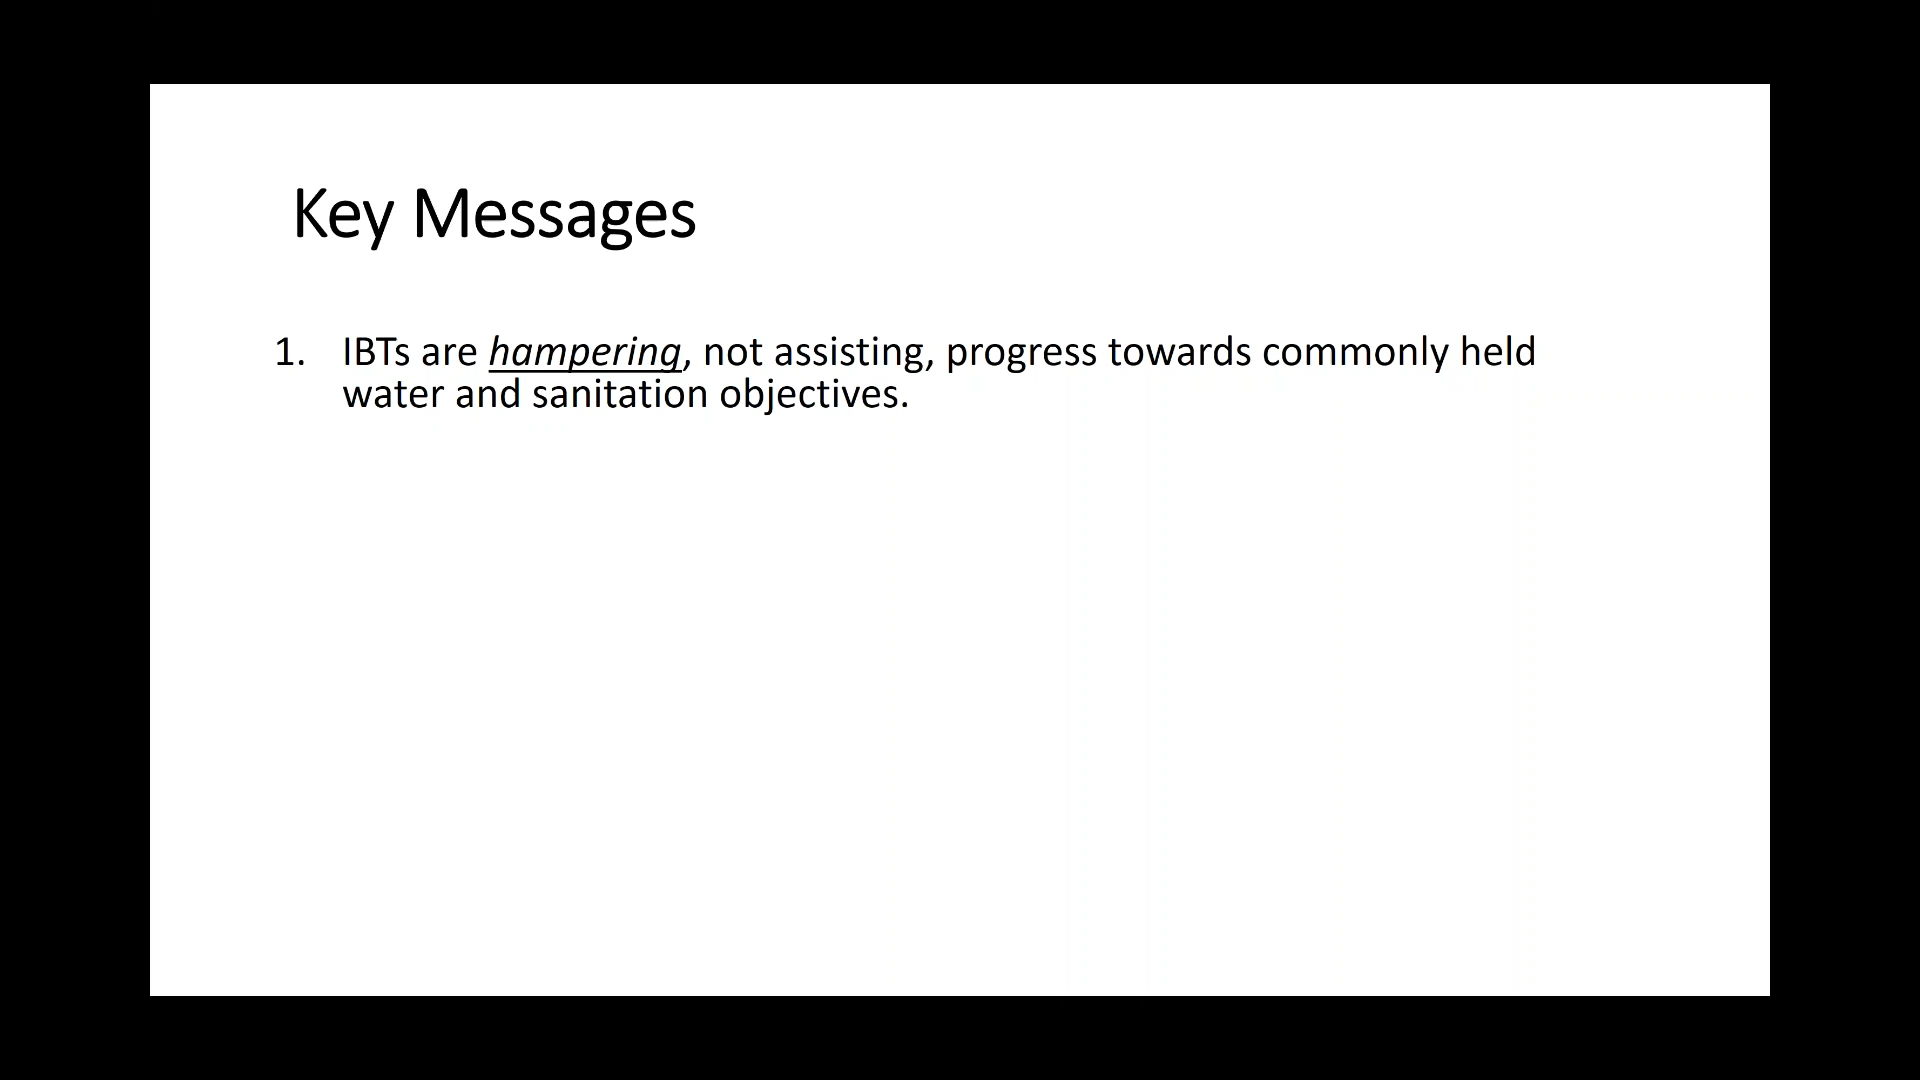 Key Messages
1. IBTs are hampering, not assisting, progress towards commonly held
water and sanitation objectives.